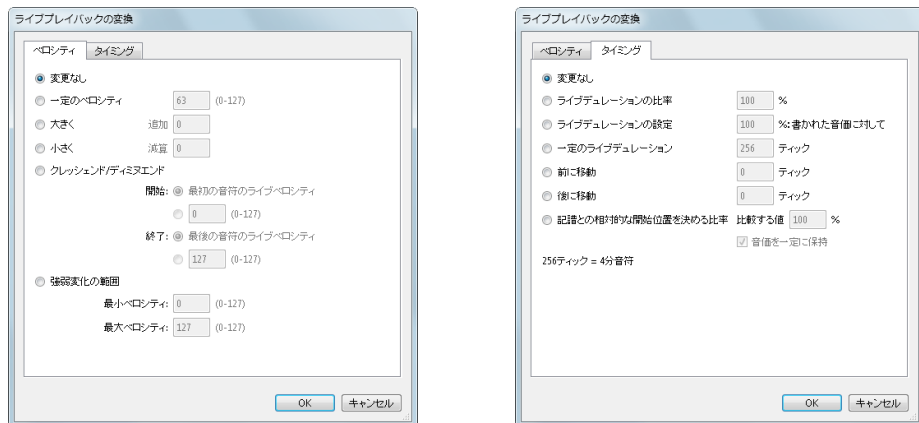 ライブプレイバックの変換
ベロシティ タイミング
変更なし
一定のベロシティ 63 (0-127)
大きく 追加 0
小さく 減算 0
クレッシェンド/ディミヌエンド
開始: 最初の音符のライブベロシティ
0 (0-127)
終了: 最後の音符のライブベロシティ
127 (0-127)
強弱変化の範囲
最小ベロシティ: 0 (0-127)
最大ベロシティ: 127 (0-127)
OK キャンセル
ライブプレイバックの変換
ベロシティ タイミング
変更なし
ライブデュレーションの比率 100 %
ライブデュレーションの設定 100 %:書かれた音価に対して
一定のライブデュレーション 256 ティック
前に移動 0 ティック
後に移動 0 ティック
記譜との相対的な開始位置を決める比率 比較する値 100 %
音価を一定に保持
256ティック = 4分音符
OK キャンセル